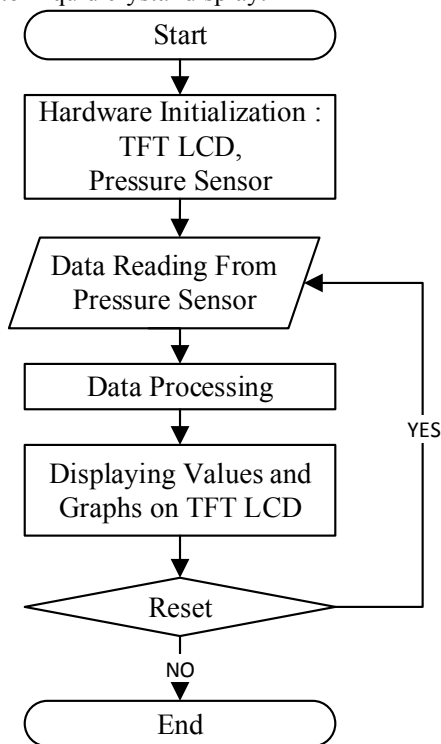 Start
Hardware Initialization :
TFT LCD,
Pressure Sensor
Data Reading From
Pressure Sensor
Data Processing
Displaying Values and
Graphs on TFT LCD
YES
Reset
NO
End